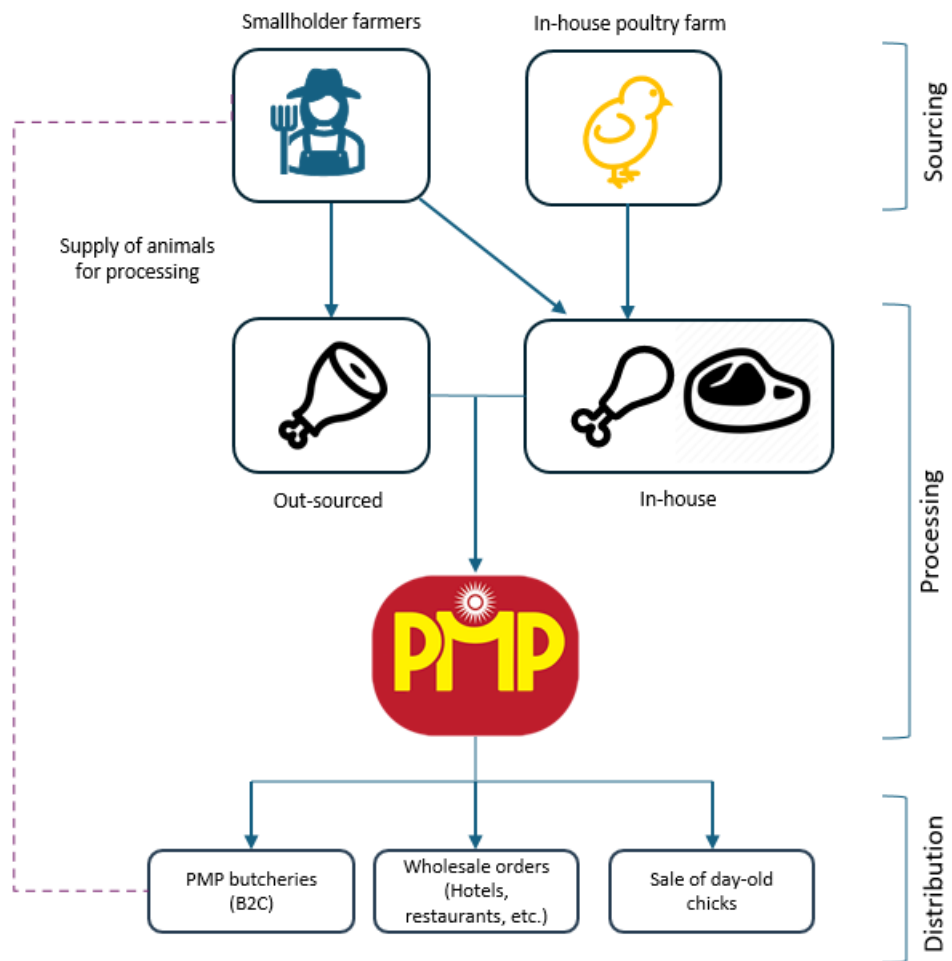 Smallholder farmers
In-house poultry farm
Sourcing
Supply of animals
for processing
Out-sourced
In-house
Processing
PMP
PMP butcheries
(B2C)
Wholesale orders
(Hotels,
restaurants, etc.)
Sale of day-old
chicks
Distribution